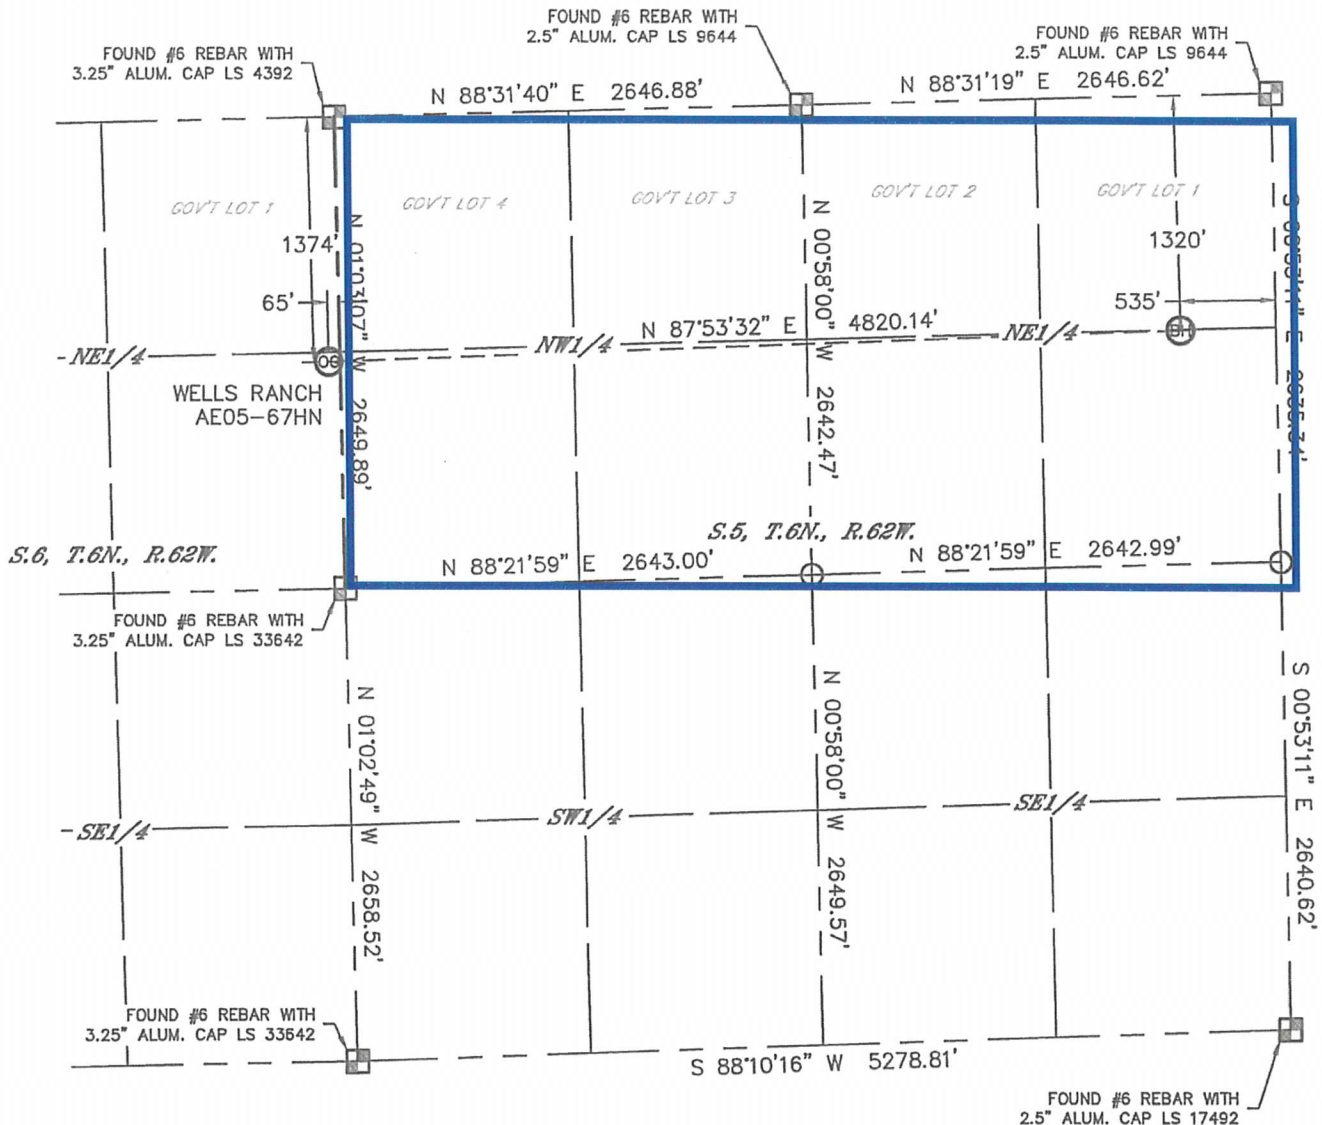 FOUND #6 REBAR WITH
2.5" ALUM. CAP LS 9644
FOUND #6 REBAR WITH
2.5" ALUM. CAP LS 9644
FOUND #6 REBAR WITH
3.25" ALUM. CAP LS 4392
N 88°31'40" E 2646.88'
N 88°31'19" E 2646.62'
GOV'T LOT 1
GOV'T LOT 4
GOV'T LOT 3
GOV'T LOT 2
GOV'T LOT 1
1374'
65'
N 01°03'07" W 2649.89'
N 00°58'00" W 2642.47'
1320'
535'
S E
N 87°53'32" E 4820.14'
NE1/4
NW1/4
NE1/4
WELLS RANCH
AE05-67HN
S.6, T.6N., R.62W.
S.5, T.6N., R.62W.
N 88°21'59" E 2643.00'
N 88°21'59" E 2642.99'
FOUND #6 REBAR WITH
3.25" ALUM. CAP LS 33642
N 01°02'49" W 2658.52'
N 00°58'00" W 2649.57'
S 00°53'11" E 2640.62'
SE1/4
SW1/4
SE1/4
FOUND #6 REBAR WITH
3.25" ALUM. CAP LS 33642
S 88°10'16" W 5278.81'
FOUND #6 REBAR WITH
2.5" ALUM. CAP LS 17492